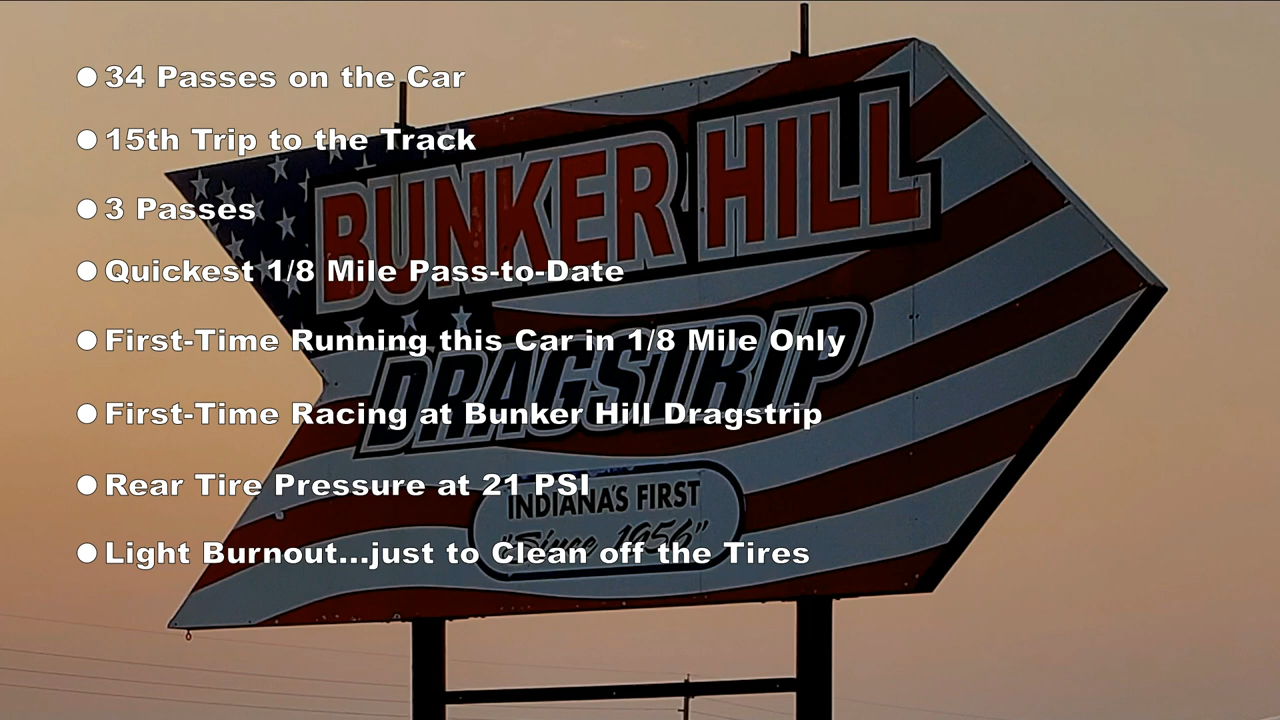 ● 34 Passes on the Car
● 15th Trip to the Track
● 3 Passes
● Quickest 1/8 Mile Pass-to-Date
● First-Time Running this Car in 1/8 Mile Only
● First-Time Racing at Bunker Hill Dragstrip
● Rear Tire Pressure at 21 PSI
● Light Burnout...just to Clean off the Tires
BUNKER HILL
DRAGSTRIP
INDIANA'S FIRST
"Since 1956"